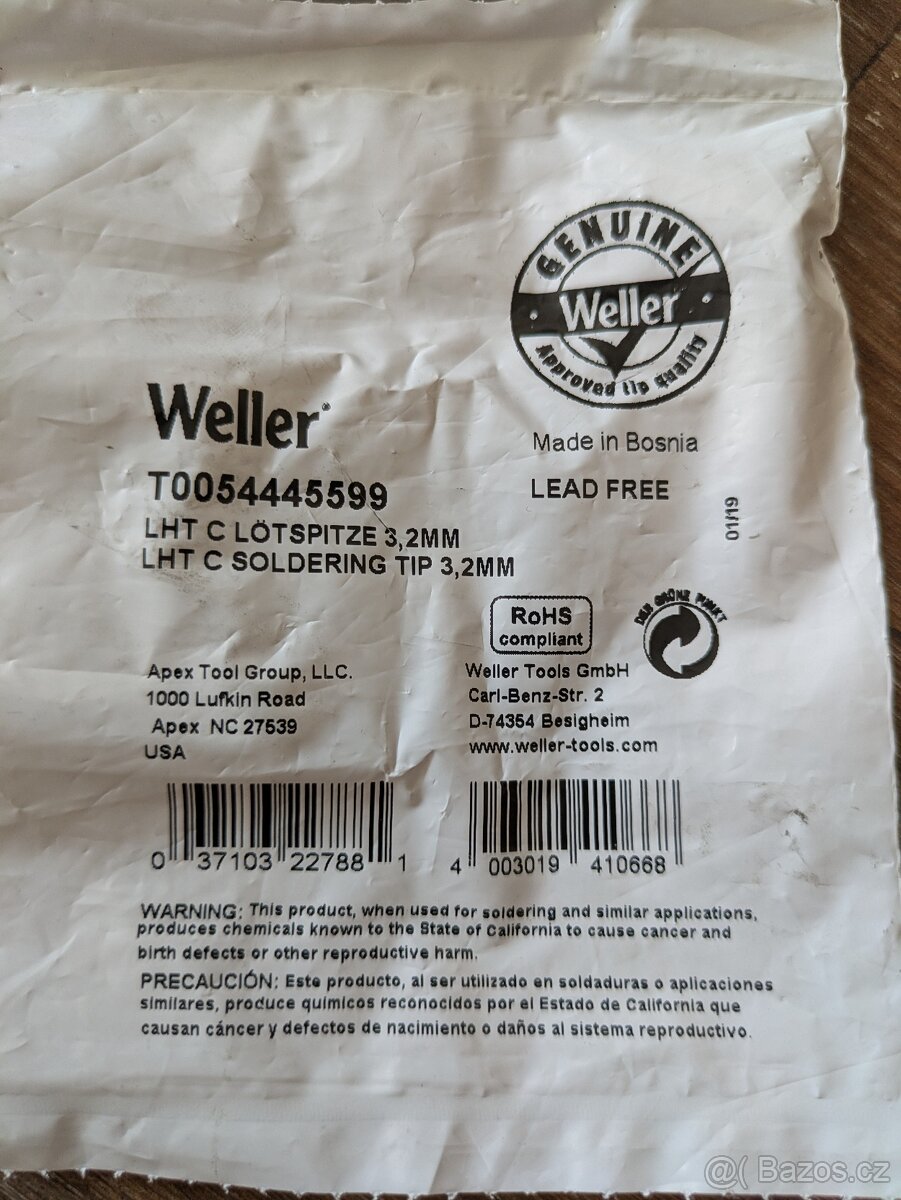 GENUINE
Weller
Approved tip quality
Weller
Made in Bosnia
T0054445599
LEAD FREE
01/19
LHT C LÖTSPITZE 3,2MM
LHT C SOLDERING TIP 3,2MM
RoHS
compliant
DER GRÜNE PUNKT
Apex Tool Group, LLC.
1000 Lufkin Road
Apex NC 27539
USA
Weller Tools GmbH
Carl-Benz-Str. 2
D-74354 Besigheim
www.weller-tools.com
0 37103 22788 1
4 003019 410668
WARNING: This product, when used for soldering and similar applications,
produces chemicals known to the State of California to cause cancer and
birth defects or other reproductive harm.
PRECAUCIÓN: Este producto, al ser utilizado en soldaduras o aplicaciones
similares, produce químicos reconocidos por el Estado de California que
causan cáncer y defectos de nacimiento o daños al sistema reproductivo.
@( Bazos.cz